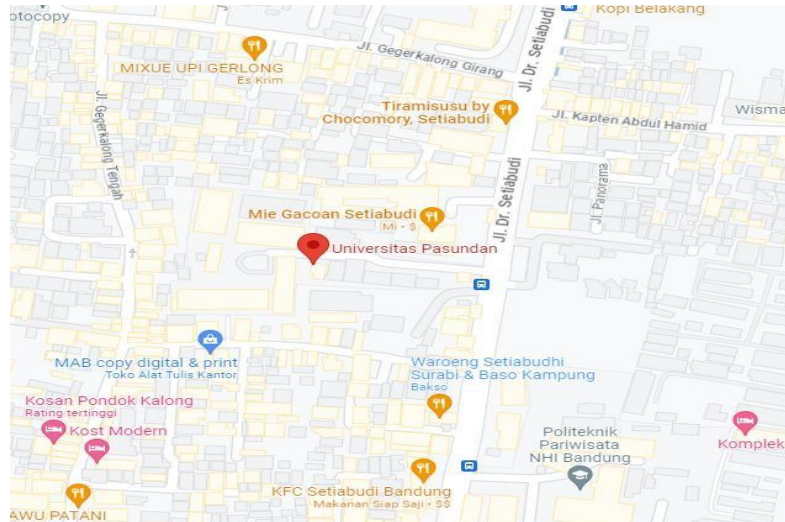 otocopy
Kopi Belakang
Jl. Gegerkalong Girang
Jl. Dr. Setiabudi
MIXUE UPI GERLONG
Es Krim
Jl. Gegerkalong Tengah
Tiramisusu by
Chocomory, Setiabudi
Jl. Kapten Abdul Hamid
Wisma
Jl. Panorama
Mie Gacoan Setiabudi
Mi • $
Jl. Dr. Setiabudi
Universitas Pasundan
MAB copy digital & print
Toko Alat Tulis Kantor
Waroeng Setiabudhi
Surabi & Baso Kampung
Bakso
Kosan Pondok Kalong
Rating tertinggi
Kost Modern
Politeknik
Pariwisata
NHI Bandung
Komplek
KFC Setiabudi Bandung
Makanan Siap Saji • $$
AWU PATANI